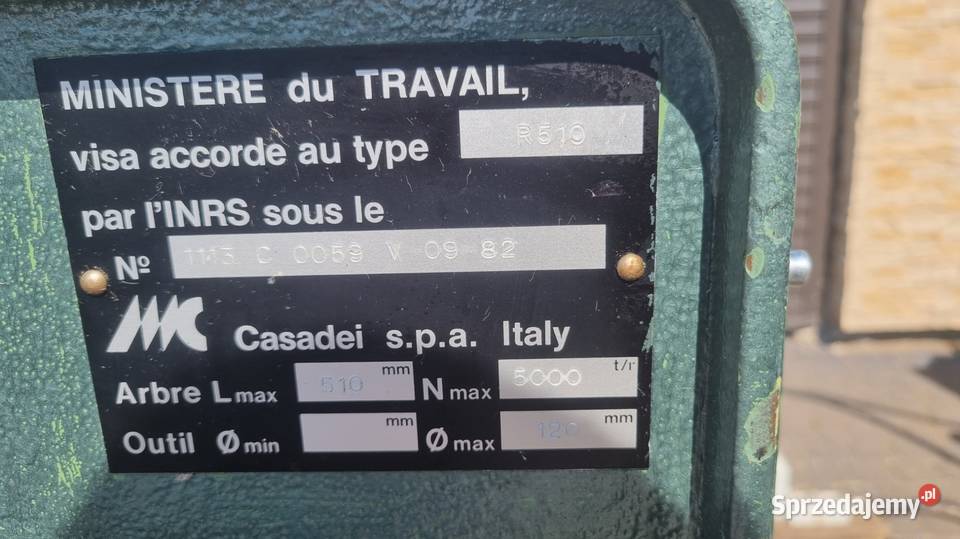 MINISTERE du TRAVAIL,
visa accorde au type R510
par l'INRS sous le
Nº 1113 C 0059 V 09 82
Casadei s.p.a. Italy
Arbre L max 510 mm N max 5000 t/r
Outil Ø min mm Ø max 120 mm
Sprzedajemy.pl